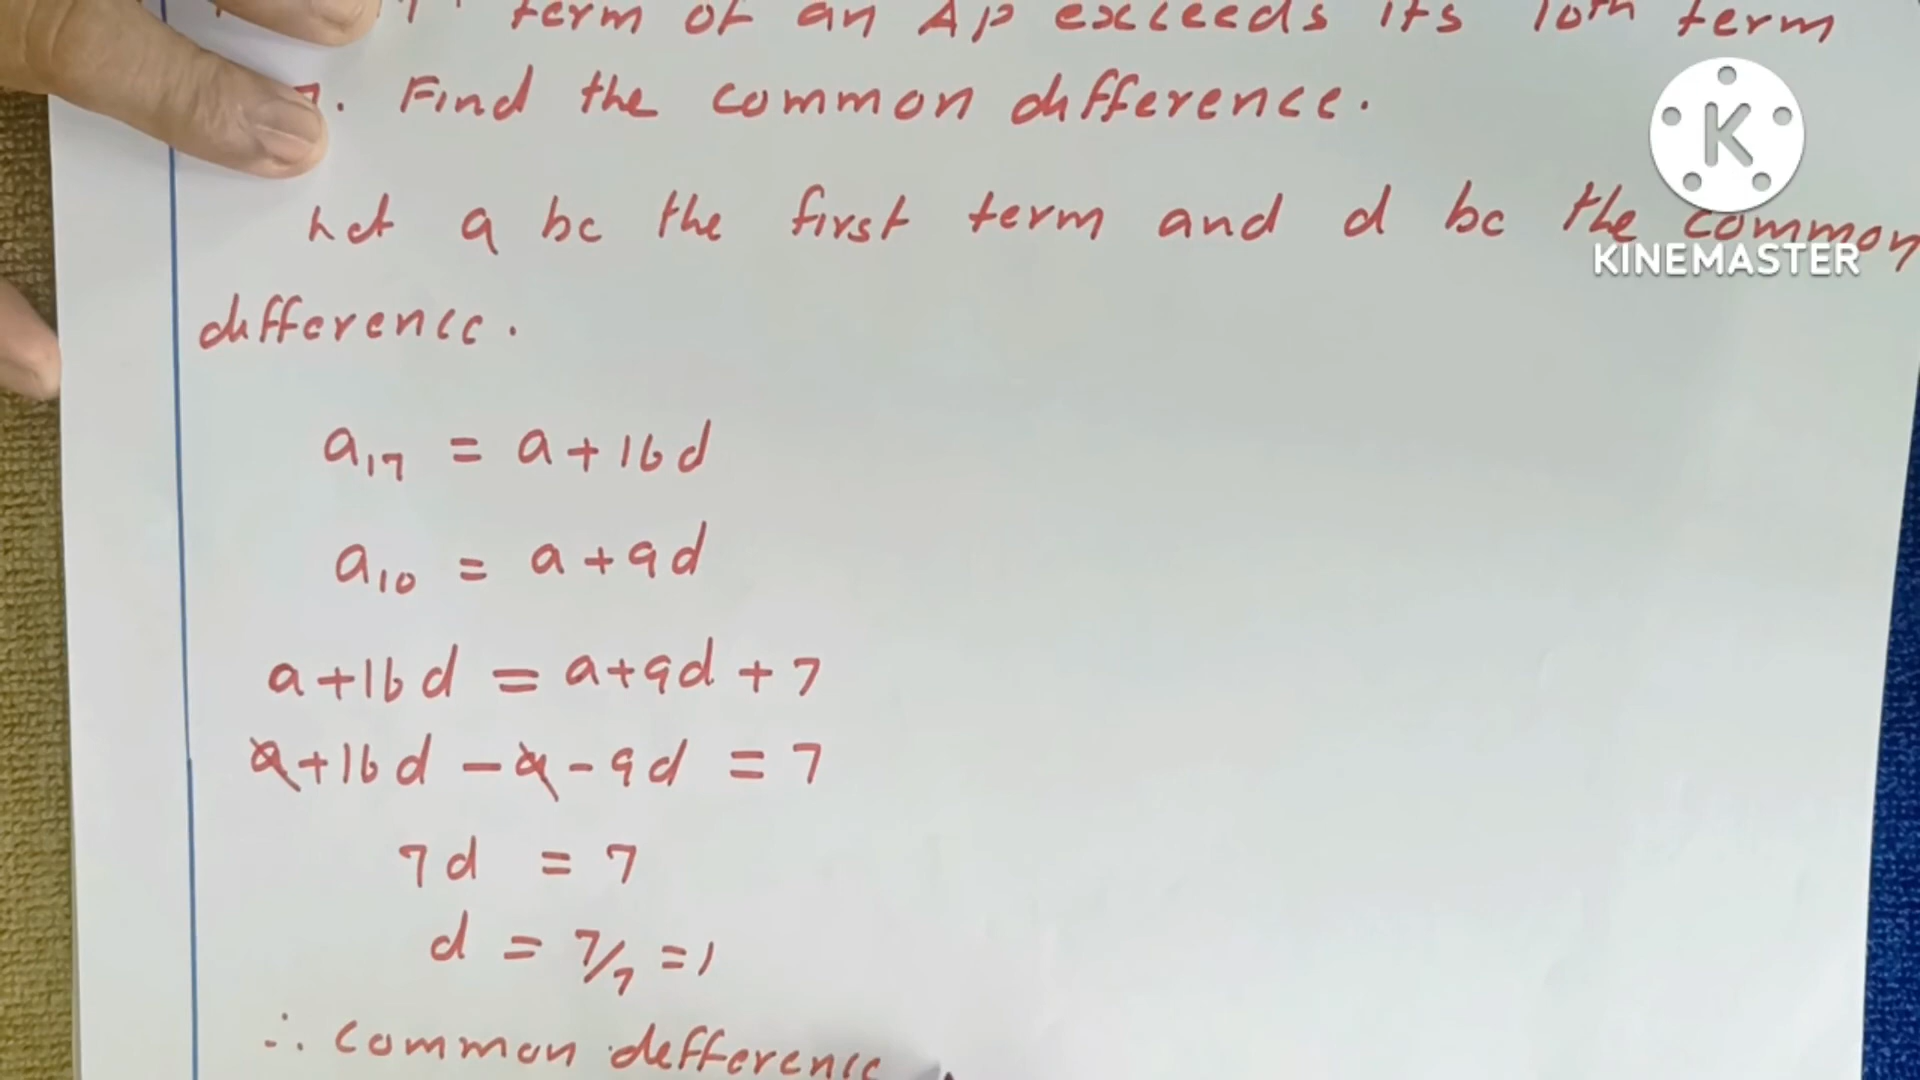 term of an AP exceeds its 10th term
7. Find the common difference.
Let a be the first term and d be the common
difference.
a17 = a+16d
a10 = a+9d
a+16d = a+9d+7
a+16d-a-9d = 7
7d = 7
d = 7/7 = 1
∴ common defference
K
KINEMASTER